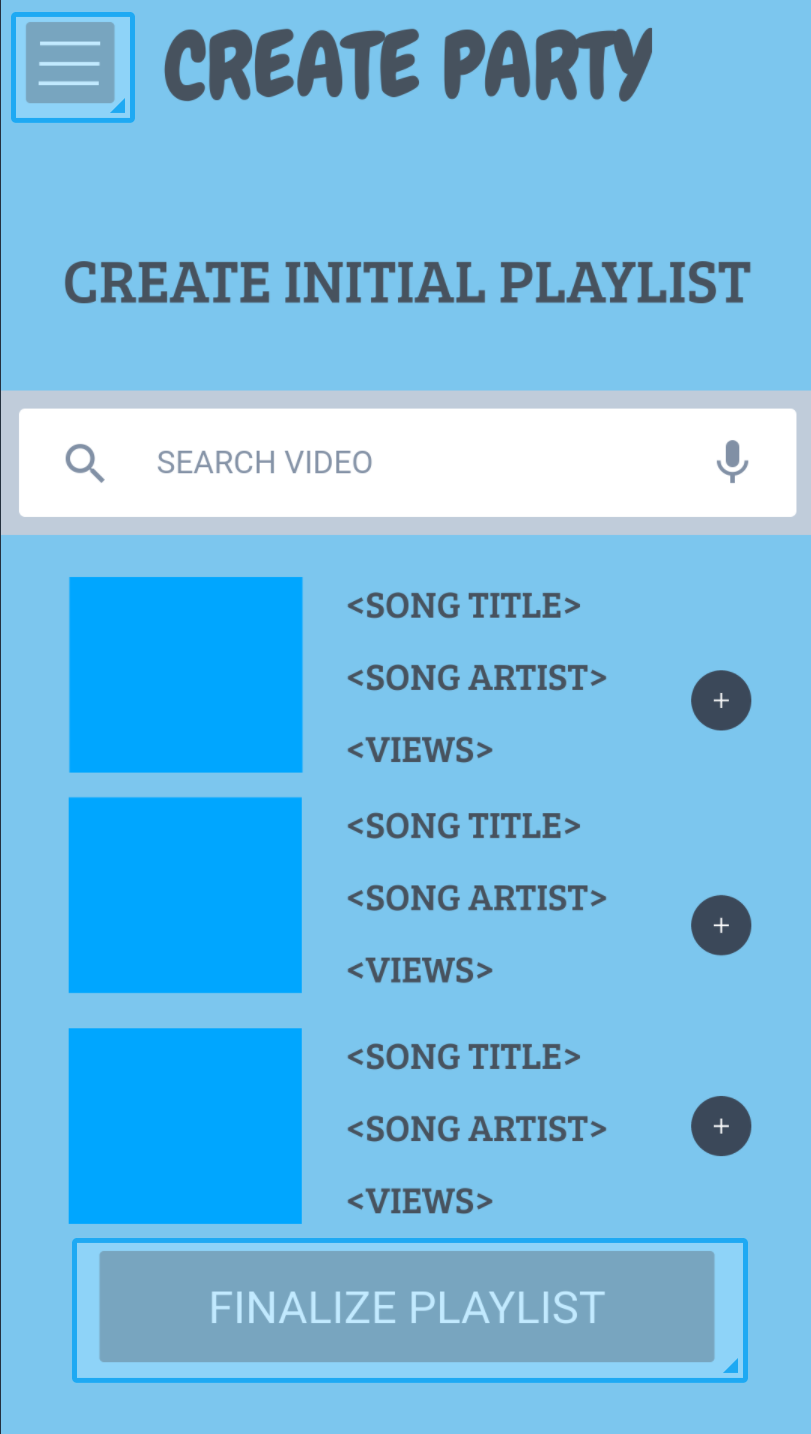 CREATE PARTY
CREATE INITIAL PLAYLIST
SEARCH VIDEO
<SONG TITLE>
<SONG ARTIST>
<VIEWS>
+
<SONG TITLE>
<SONG ARTIST>
<VIEWS>
+
<SONG TITLE>
<SONG ARTIST>
<VIEWS>
+
FINALIZE PLAYLIST